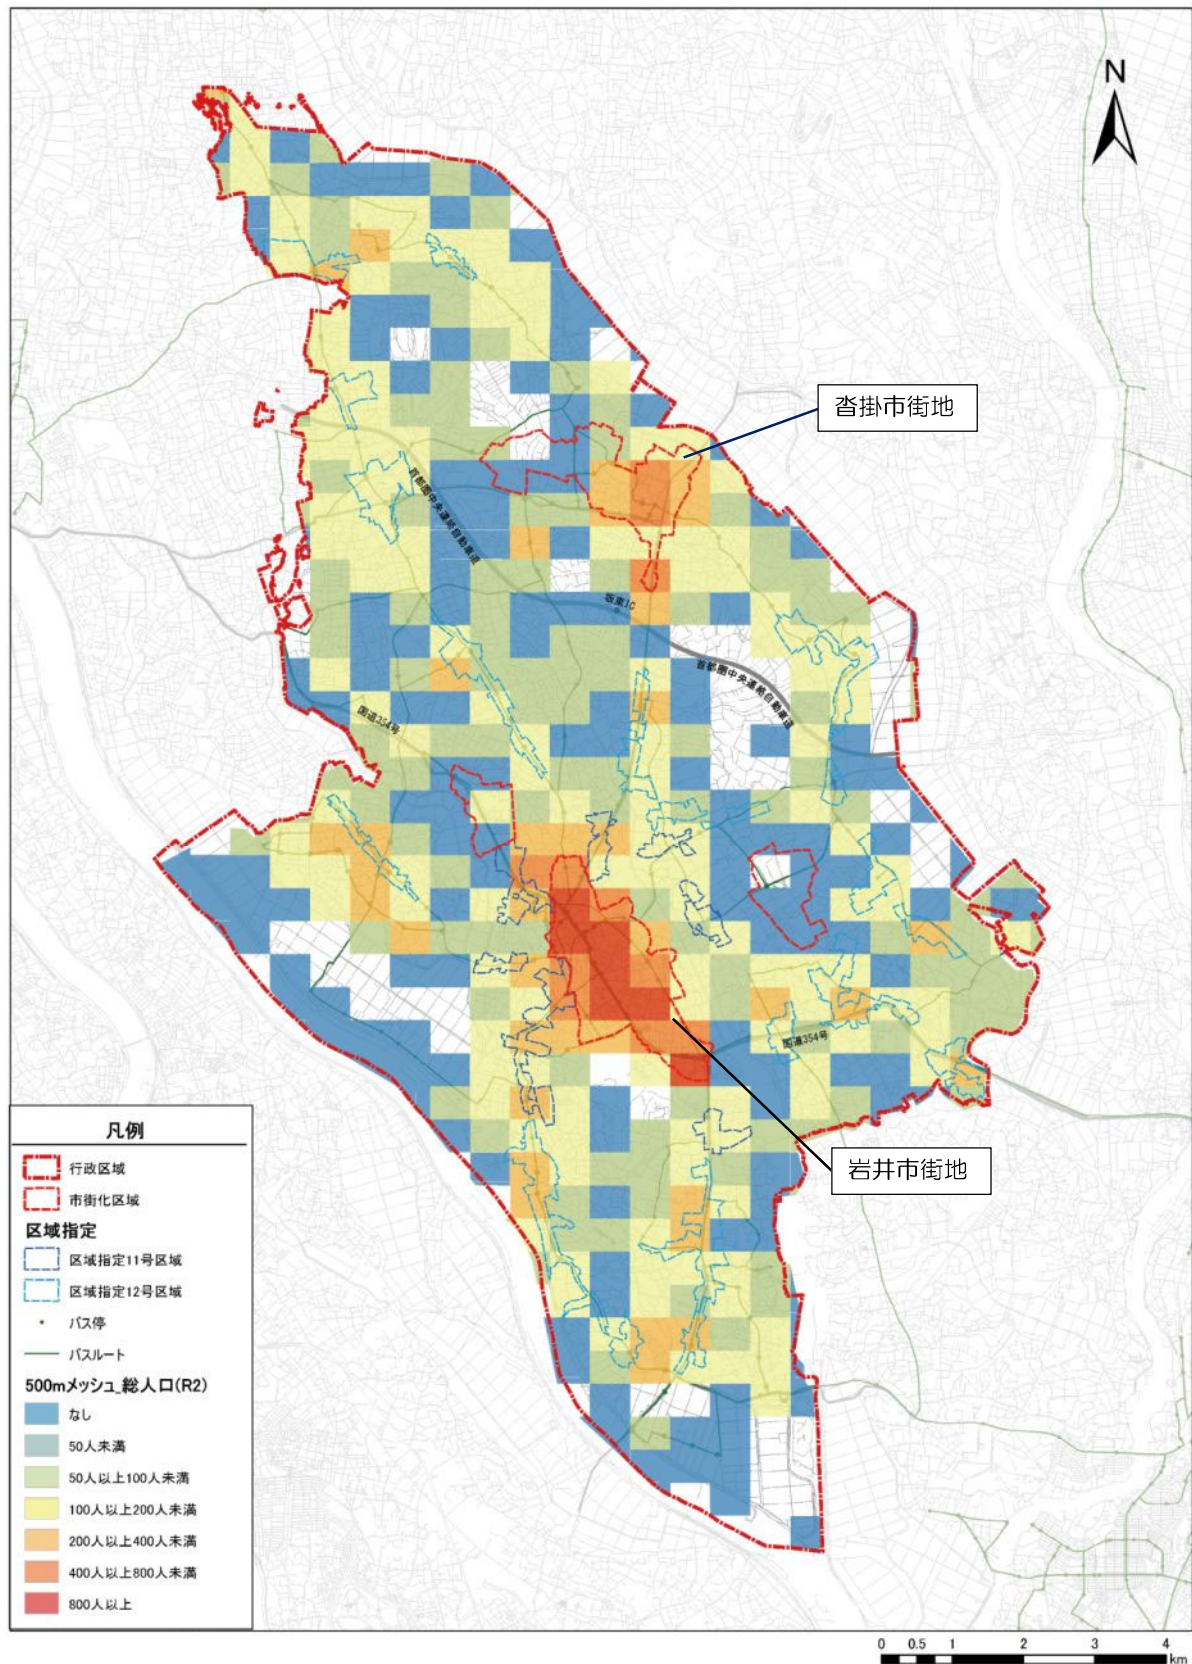 N
沓掛市街地
首都圏中央連絡自動車道
坂東IC
首都圏中央連絡自動車道
国道354号
国道354号
岩井市街地
凡例
行政区域
市街化区域
区域指定
区域指定11号区域
区域指定12号区域
バス停
バスルート
500mメッシュ_総人口(R2)
なし
50人未満
50人以上100人未満
100人以上200人未満
200人以上400人未満
400人以上800人未満
800人以上
0 0.5 1 2 3 4
km